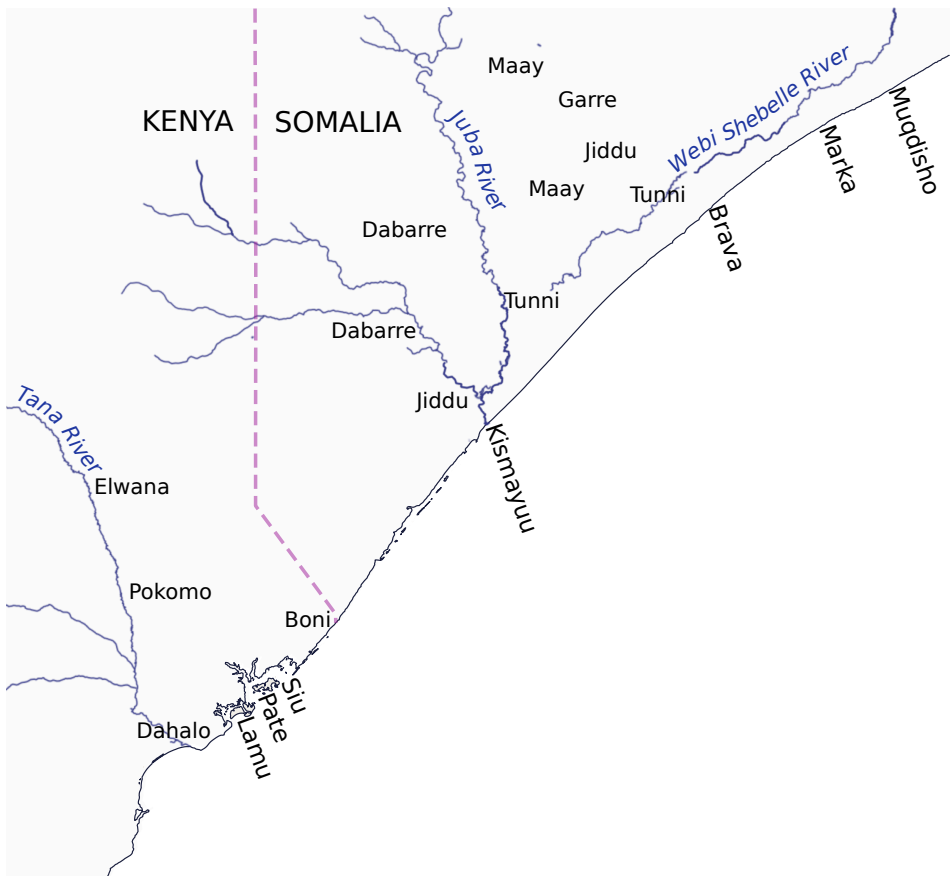 Maay
Webi Shebelle River
Garre
Muqdisho
KENYA
SOMALIA
Juba River
Marka
Jiddu
Maay
Tunni
Brava
Dabarre
Tunni
Dabarre
Jiddu
Tana River
Kismayuu
Elwana
Pokomo
Boni
Siu
Pate
Lamu
Dahalo